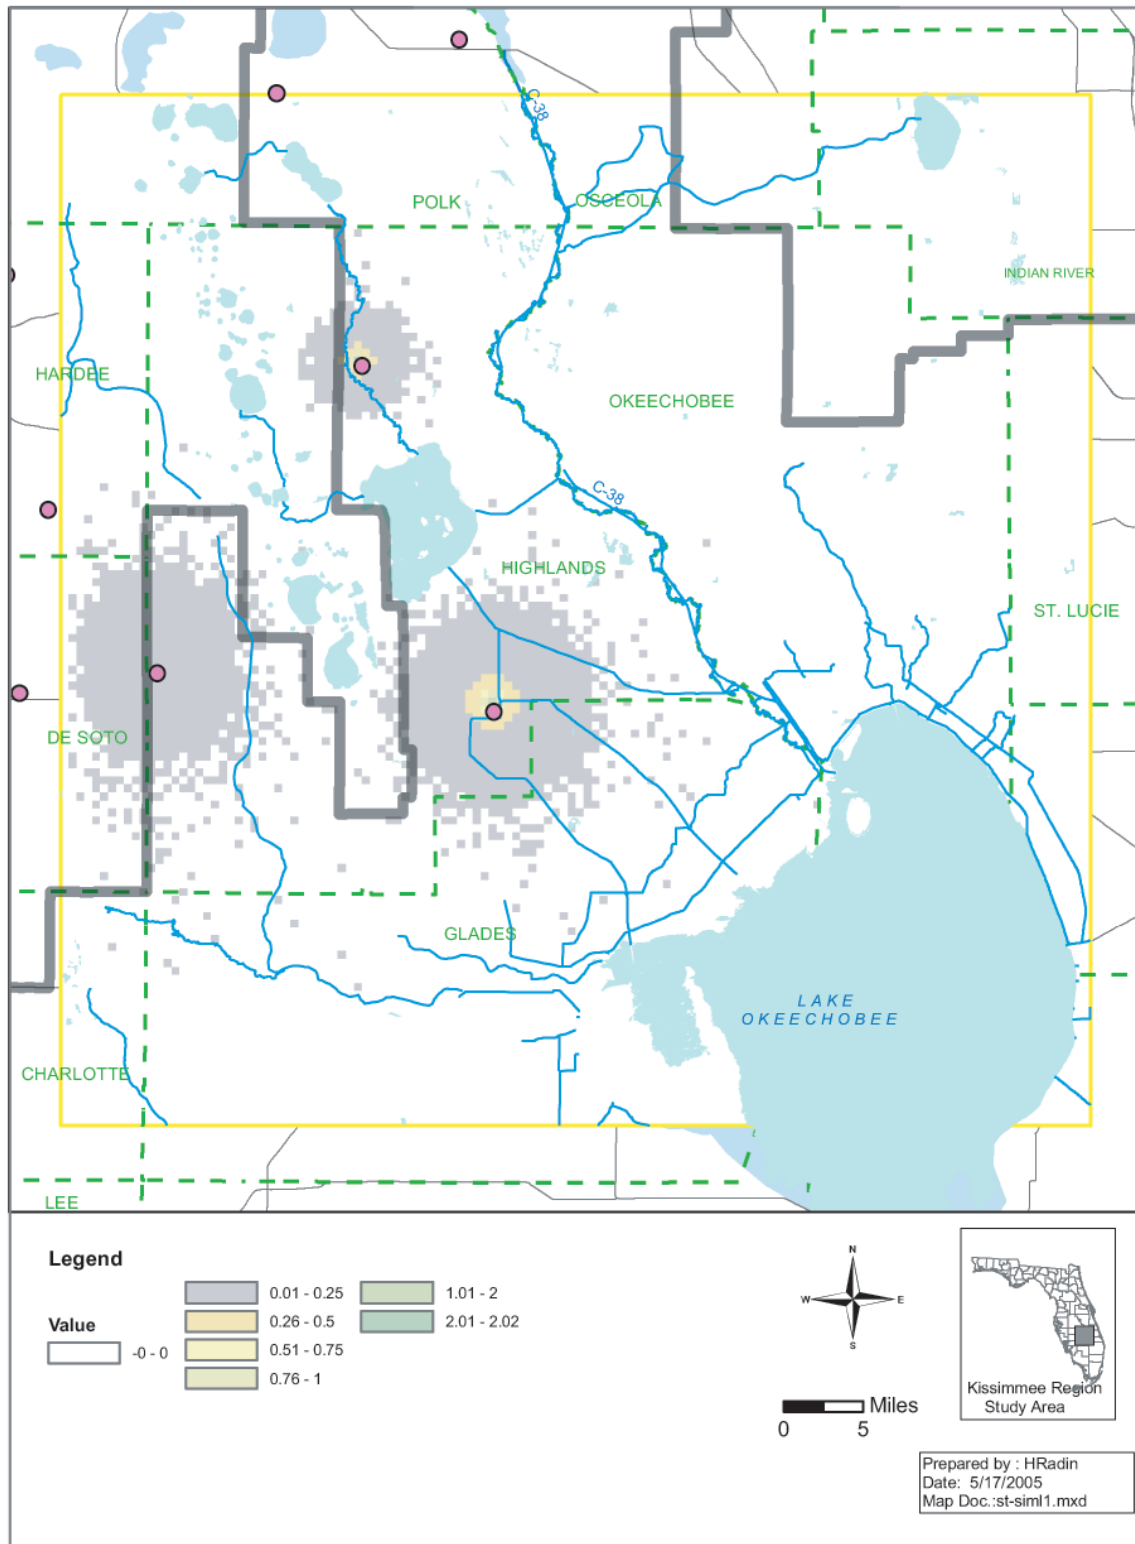 C-38
POLK
OSCEOLA
INDIAN RIVER
HARDEE
OKEECHOBEE
C-38
HIGHLANDS
ST. LUCIE
DE SOTO
GLADES
LAKE
OKEECHOBEE
CHARLOTTE
LEE
Legend
Value
-0 - 0
0.01 - 0.25
0.26 - 0.5
0.51 - 0.75
0.76 - 1
1.01 - 2
2.01 - 2.02
N
W
E
S
Miles
0 5
Kissimmee Region
Study Area
Prepared by : HRadin
Date: 5/17/2005
Map Doc.:st-siml1.mxd